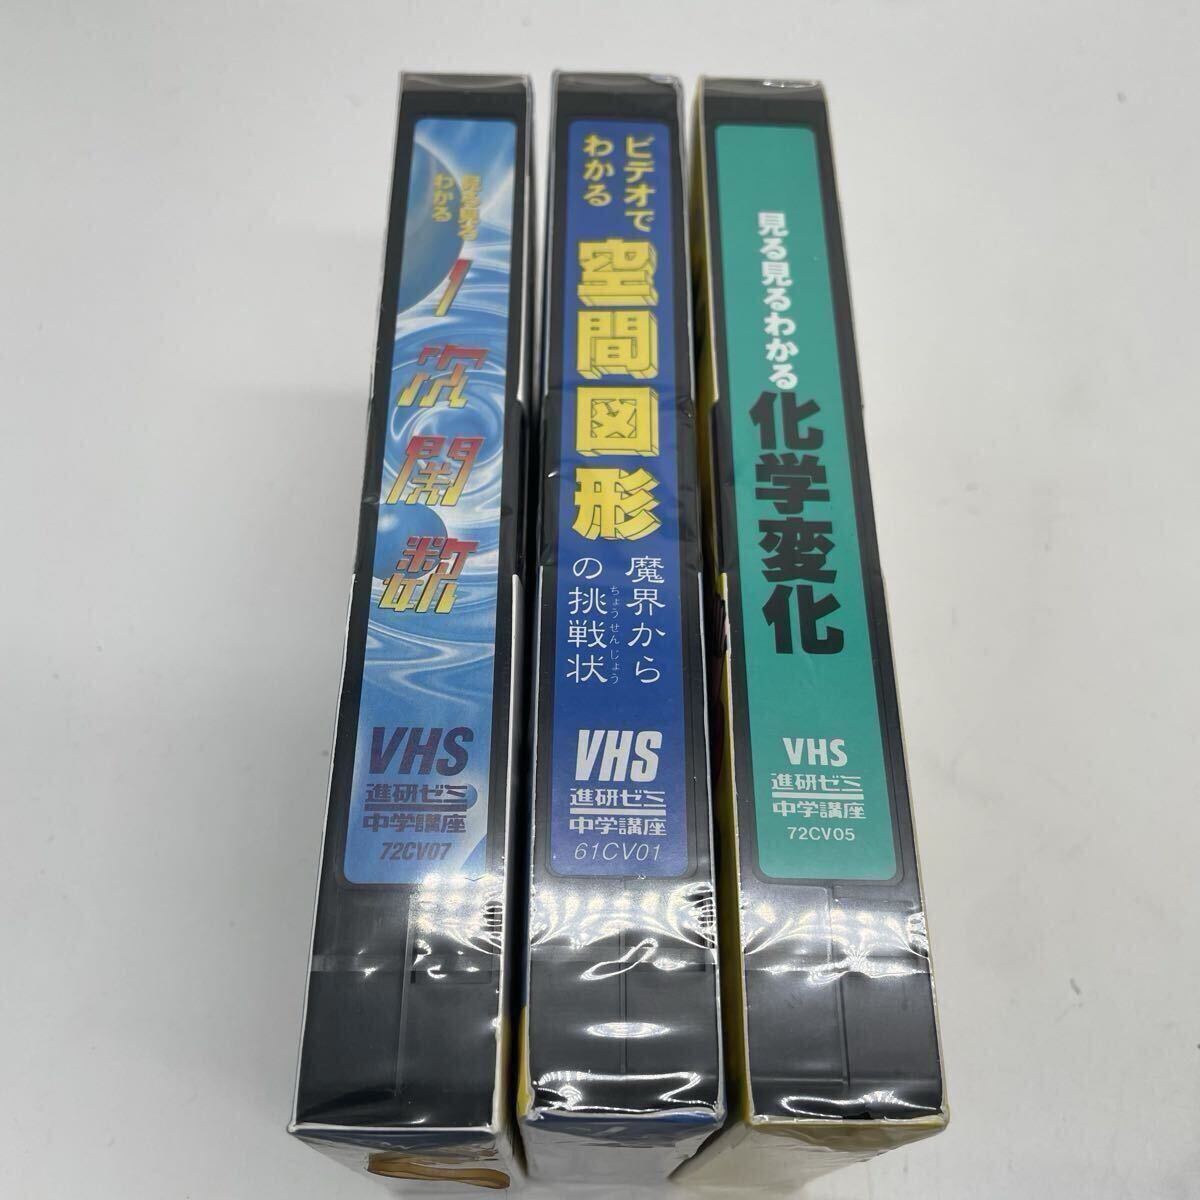 見る見る
わかる
1次関数
VHS
進研ゼミ
中学講座
72CV07
ビデオで
わかる
空間図形
魔界から
の挑戦状
ちょうせんじょう
VHS
進研ゼミ
中学講座
61CV01
見る見るわかる
化学変化
VHS
進研ゼミ
中学講座
72CV05